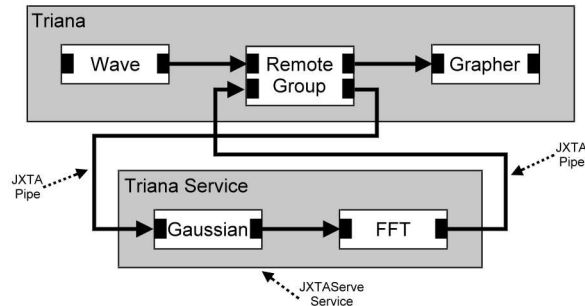 Triana
Wave
Remote
Group
Grapher
JXTA
Pipe
JXTA
Pipe
Triana Service
Gaussian
FFT
JXTAServe
Service